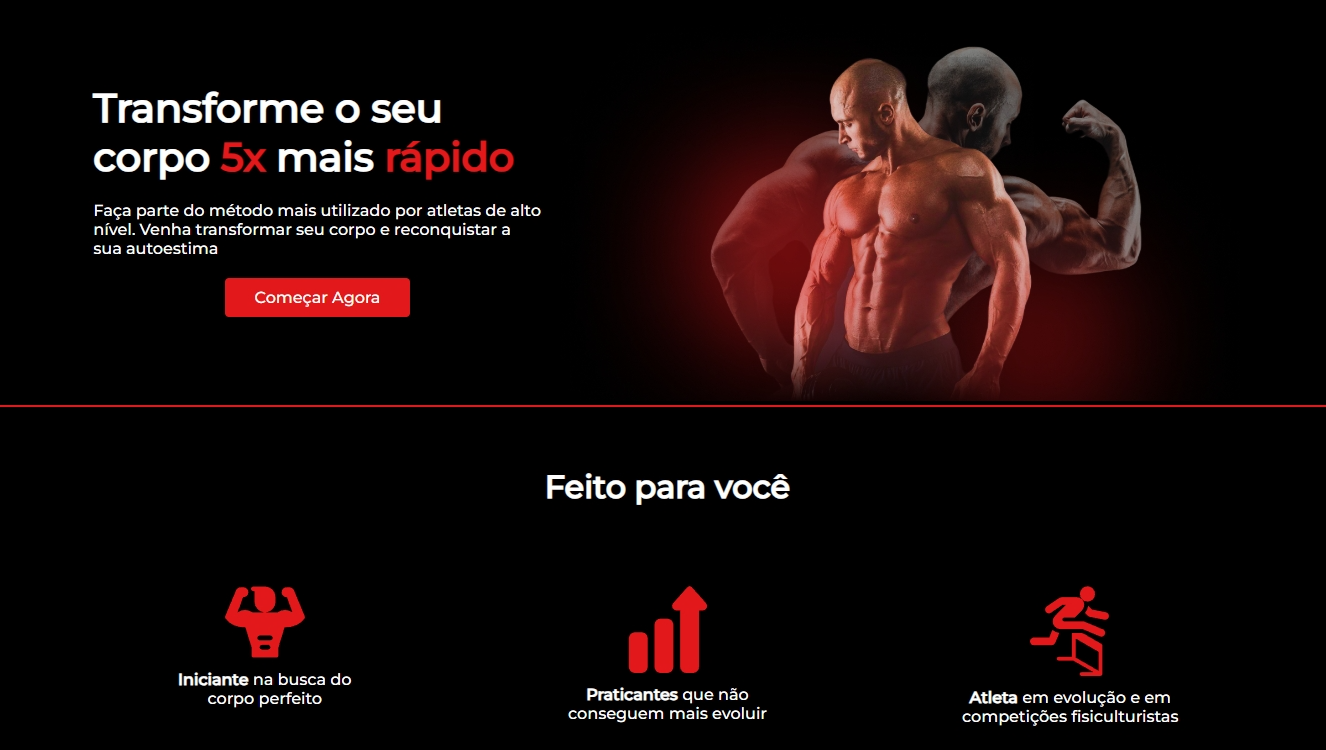 Transforme o seu
corpo 5x mais rápido
Faça parte do método mais utilizado por atletas de alto
nível. Venha transformar seu corpo e reconquistar a
sua autoestima
Começar Agora
Feito para você
Iniciante na busca do
corpo perfeito
Praticantes que não
conseguem mais evoluir
Atleta em evolução e em
competições fisiculturistas